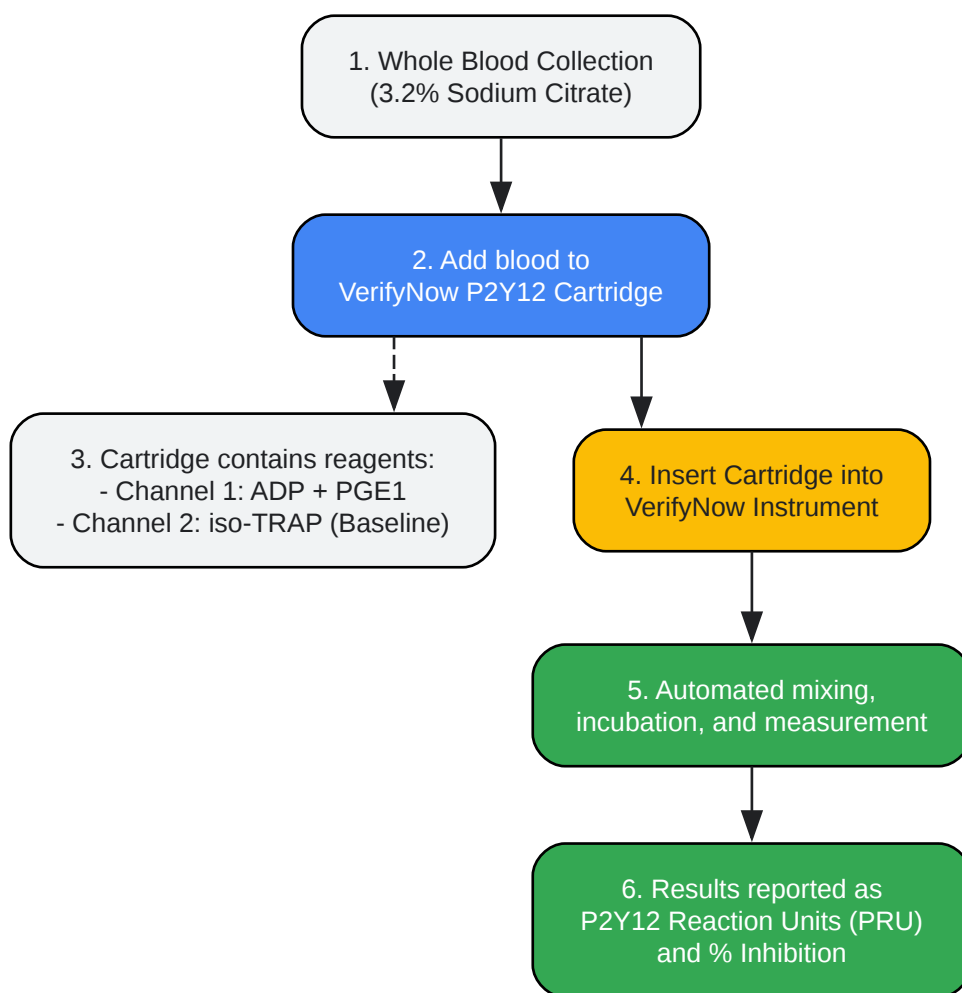 1. Whole Blood Collection
(3.2% Sodium Citrate)
2. Add blood to
VerifyNow P2Y12 Cartridge
3. Cartridge contains reagents:
- Channel 1: ADP + PGE1
- Channel 2: iso-TRAP (Baseline)
4. Insert Cartridge into
VerifyNow Instrument
5. Automated mixing,
incubation, and measurement
6. Results reported as
P2Y12 Reaction Units (PRU)
and % Inhibition